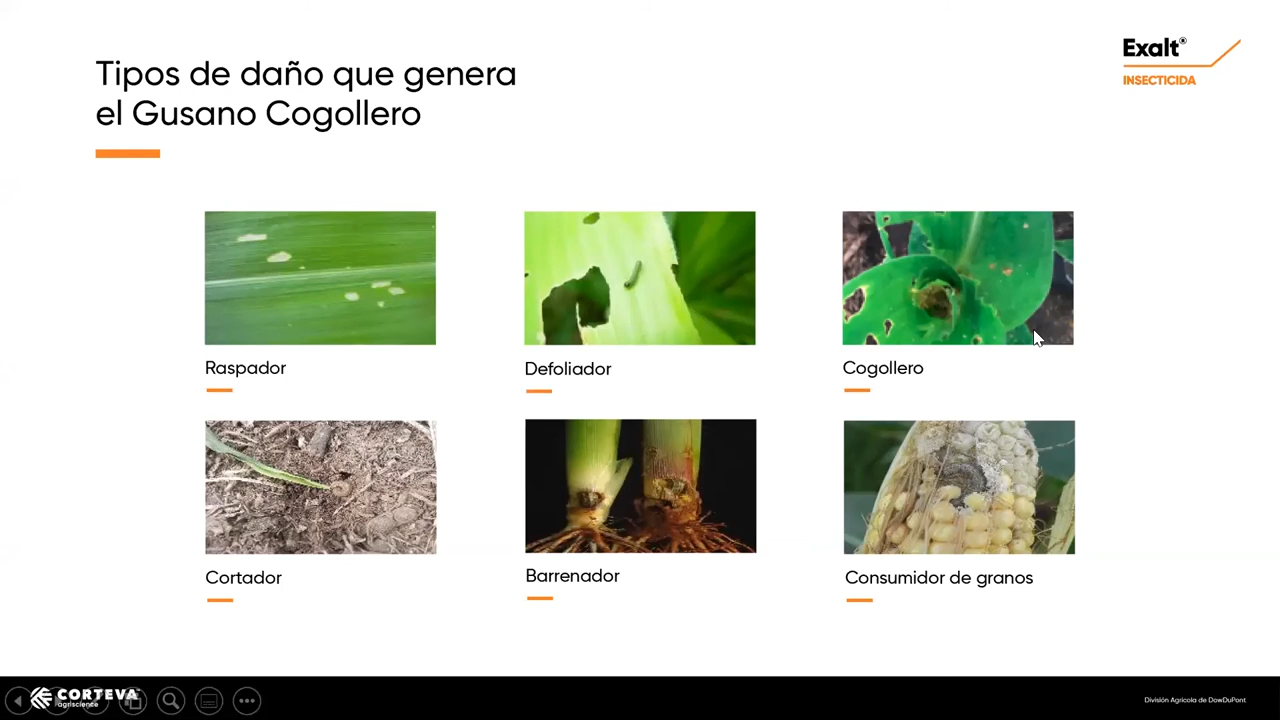 Tipos de daño que genera
el Gusano Cogollero
Exalt®
INSECTICIDA
Raspador
Defoliador
Cogollero
Cortador
Barrenador
Consumidor de granos
CORTEVA
agriscience
División Agrícola de DowDuPont